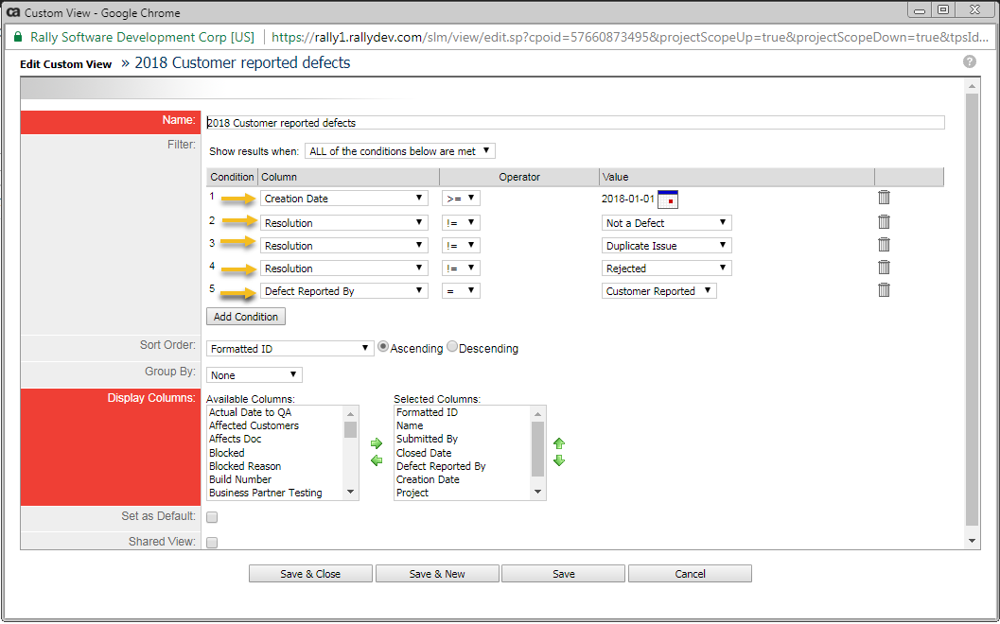 ca Custom View - Google Chrome
Rally Software Development Corp [US] https://rally1.rallydev.com/slm/view/edit.sp?cpoid=57660873495&projectScopeUp=true&projectScopeDown=true&tpsId...
Edit Custom View » 2018 Customer reported defects ?
Name: 2018 Customer reported defects
Filter: Show results when: ALL of the conditions below are met
Condition Column Operator Value
1 Creation Date >= 2018-01-01
2 Resolution != Not a Defect
3 Resolution != Duplicate Issue
4 Resolution != Rejected
5 Defect Reported By = Customer Reported
Add Condition
Sort Order: Formatted ID Ascending Descending
Group By: None
Display Columns: Available Columns: Selected Columns:
Actual Date to QA Formatted ID
Affected Customers Name
Affects Doc Submitted By
Blocked Closed Date
Blocked Reason Defect Reported By
Build Number Creation Date
Business Partner Testing Project
Set as Default:
Shared View:
Save & Close Save & New Save Cancel